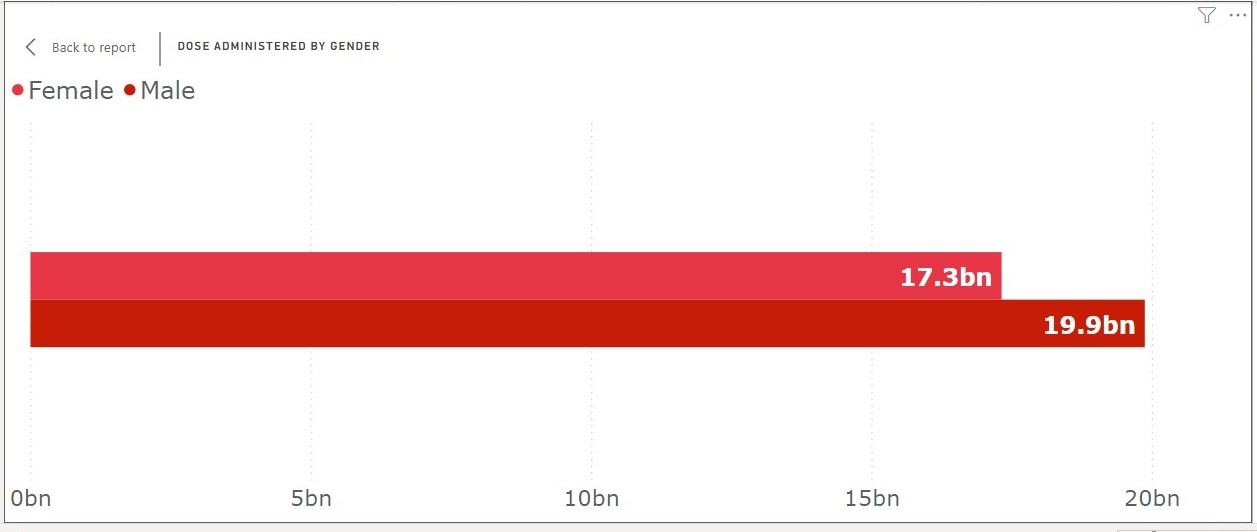 Back to report DOSE ADMINISTERED BY GENDER
Female Male
17.3bn
19.9bn
0bn 5bn 10bn 15bn 20bn